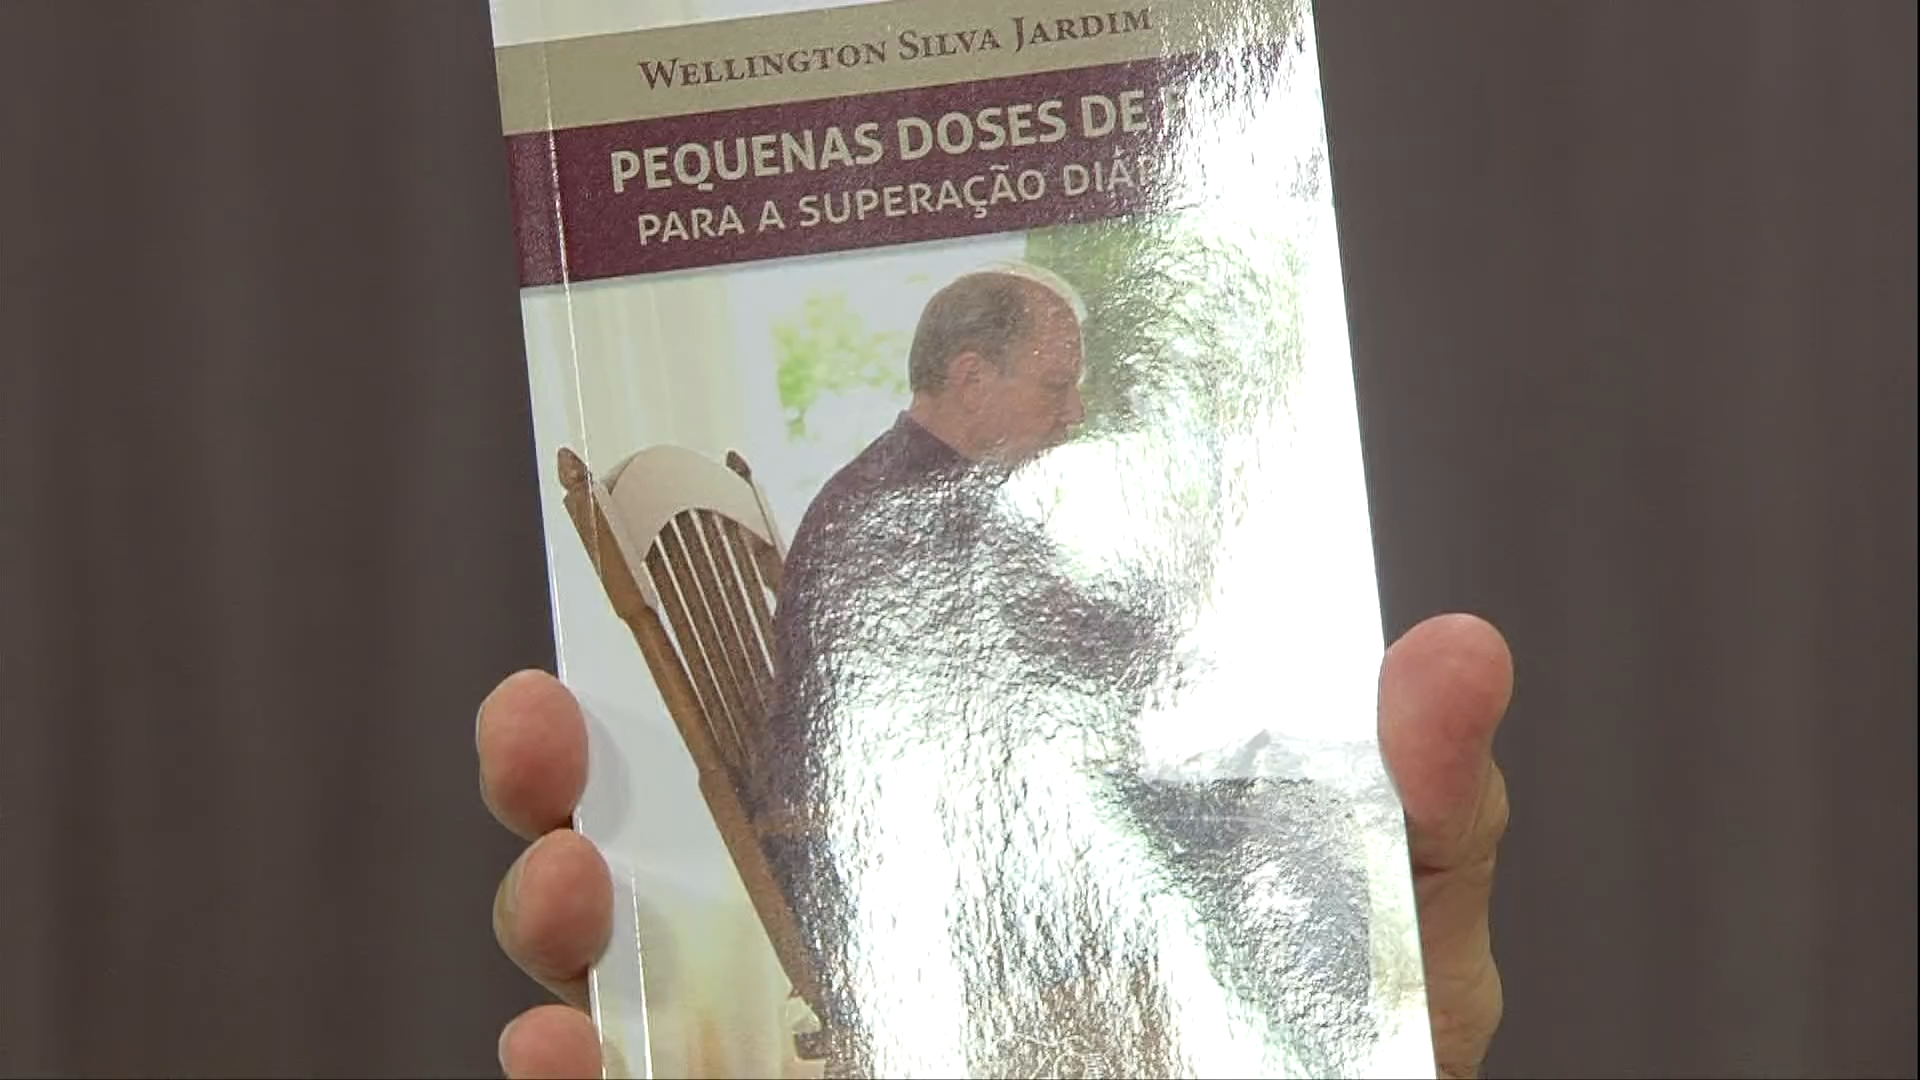 WELLINGTON SILVA JARDIM
PEQUENAS DOSES DE
PARA A SUPERAÇÃO